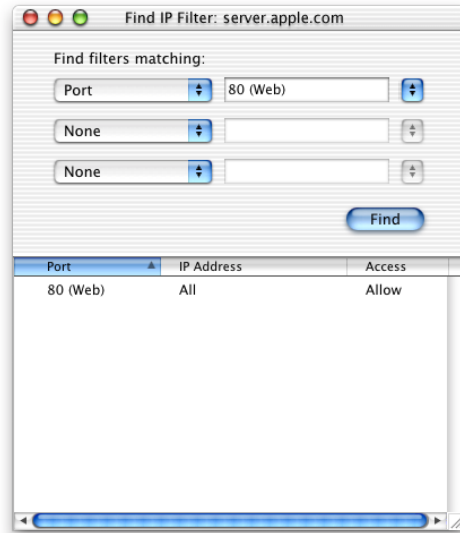 Find IP Filter: server.apple.com
Find filters matching:
Port 80 (Web)
None
None
Find
Port IP Address Access
80 (Web) All Allow